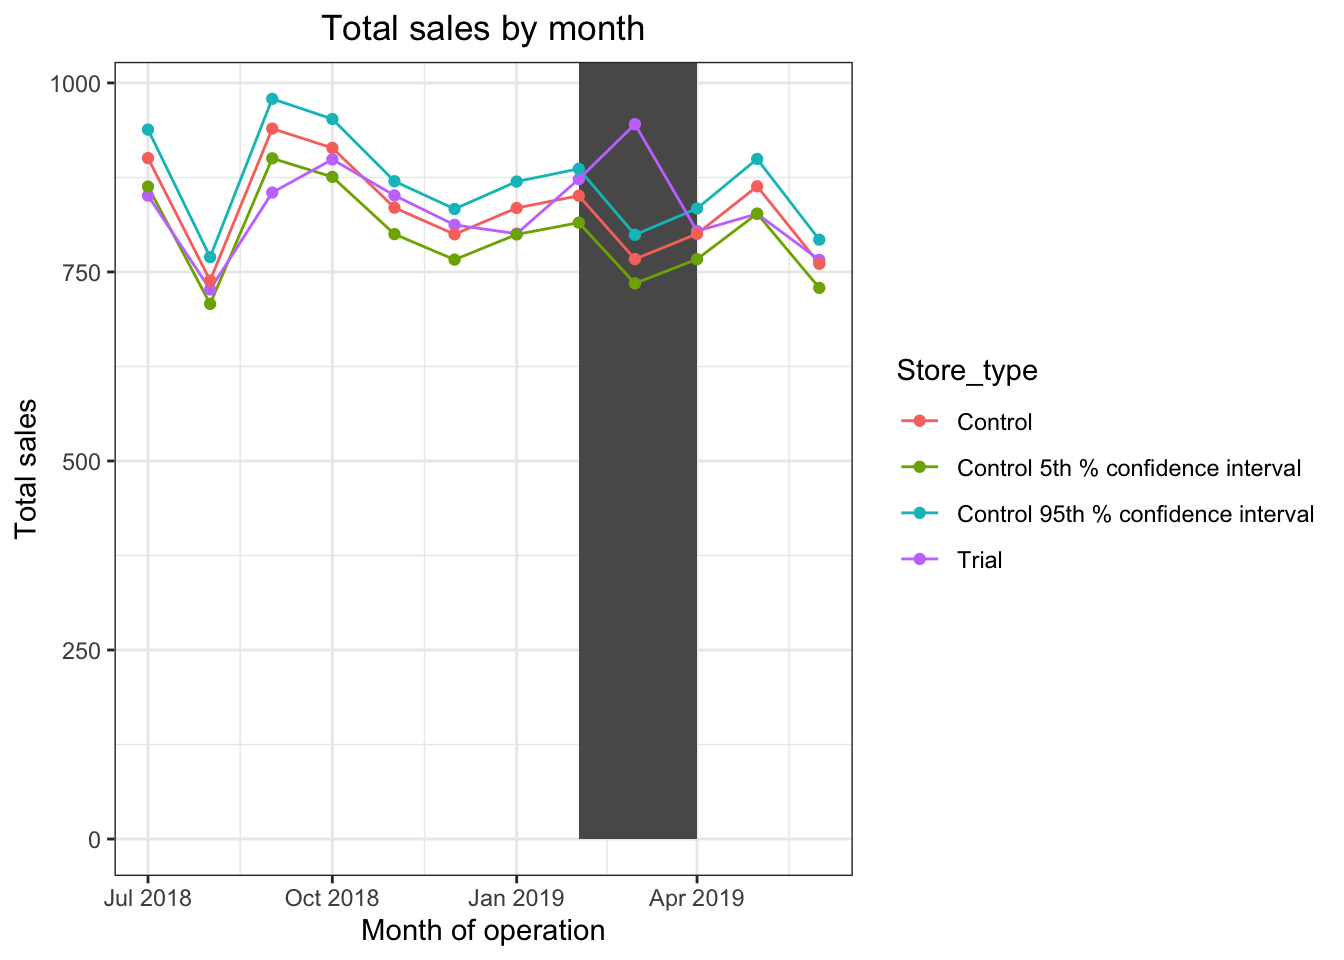 Total sales by month
1000
750
500
250
0
Total sales
Jul 2018 Oct 2018 Jan 2019 Apr 2019
Month of operation
Store_type
Control
Control 5th % confidence interval
Control 95th % confidence interval
Trial